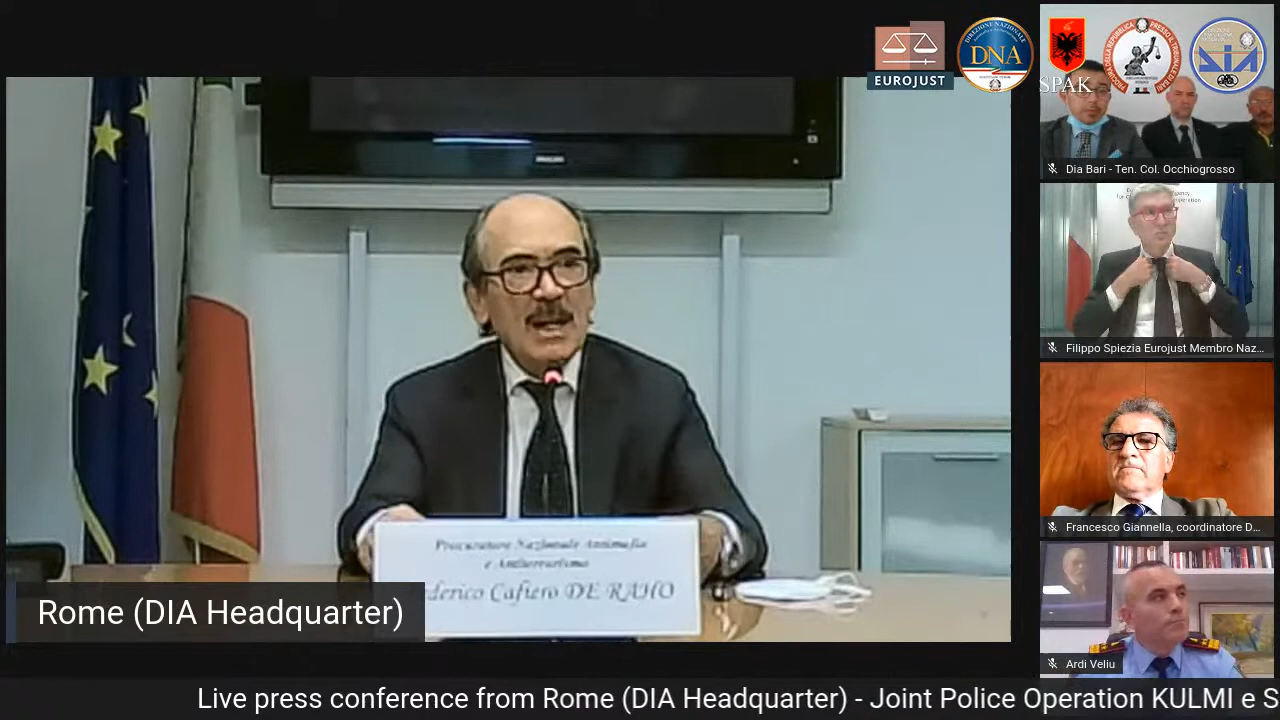 EUROJUST
DNA
SPAK
DIA
PHILIPS
Procuratore Nazionale Antimafia
e Antiterrorismo
derico Cafiero DE RAHO
Rome (DIA Headquarter)
Dia Bari - Ten. Col. Occhiogrosso
Filippo Spiezia Eurojust Membro Naz...
Francesco Giannella, coordinatore D...
Ardi Veliu
Live press conference from Rome (DIA Headquarter) - Joint Police Operation KULMI e S